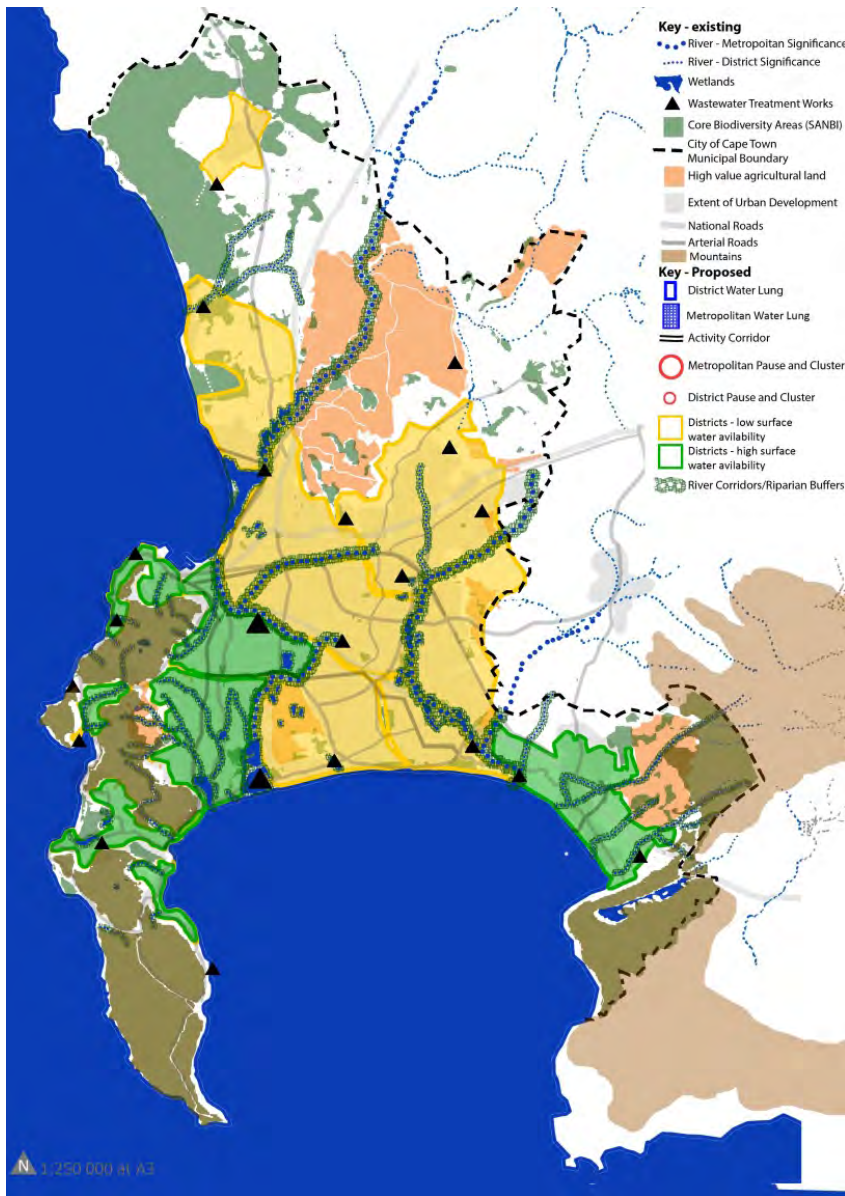 Key - existing
River - Metropoitan Significance
River - District Significance
Wetlands
Wastewater Treatment Works
Core Biodiversity Areas (SANBI)
City of Cape Town
Municipal Boundary
High value agricultural land
Extent of Urban Development
National Roads
Arterial Roads
Mountains
Key - Proposed
District Water Lung
Metropolitan Water Lung
Activity Corridor
Metropolitan Pause and Cluster
District Pause and Cluster
Districts - low surface
water avilability
Districts - high surface
water avilability
River Corridors/Riparian Buffers
N 1:250 000 at A3